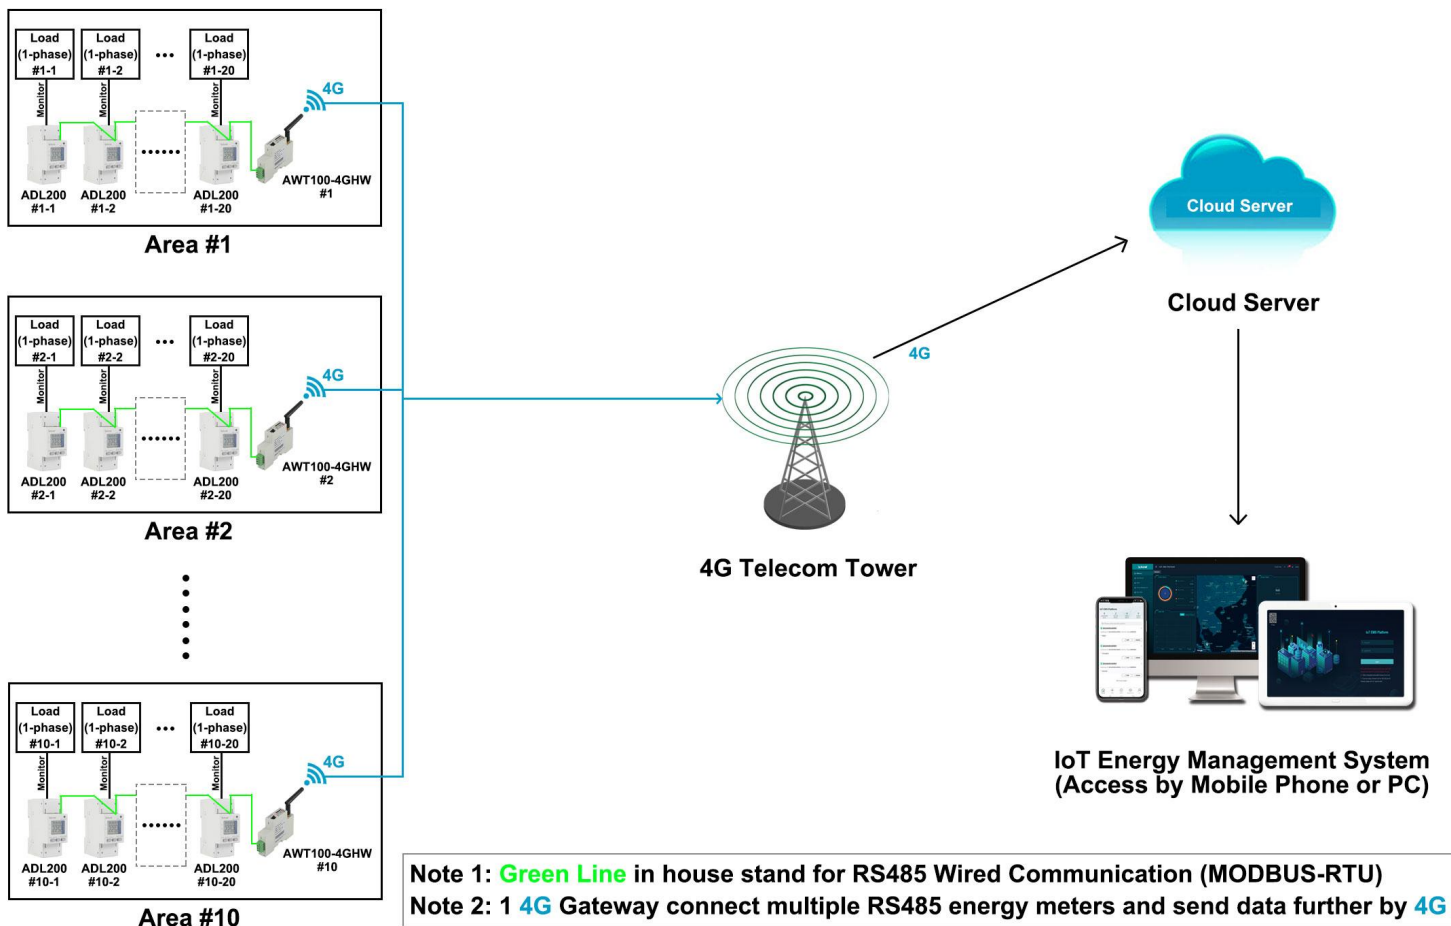 Load
(1-phase)
#1-1
Load
(1-phase)
#1-2
•••
Load
(1-phase)
#1-20
Monitor
Monitor
Monitor
4G
ADL200
#1-1
ADL200
#1-2
••••••
ADL200
#1-20
AWT100-4GHW
#1
Area #1
Load
(1-phase)
#2-1
Load
(1-phase)
#2-2
•••
Load
(1-phase)
#2-20
Monitor
Monitor
Monitor
4G
ADL200
#2-1
ADL200
#2-2
••••••
ADL200
#2-20
AWT100-4GHW
#2
Area #2
Load
(1-phase)
#10-1
Load
(1-phase)
#10-2
•••
Load
(1-phase)
#10-20
Monitor
Monitor
Monitor
4G
ADL200
#10-1
ADL200
#10-2
••••••
ADL200
#10-20
AWT100-4GHW
#10
Area #10
4G Telecom Tower
4G
Cloud Server
Cloud Server
IoT EMS Platform
IoT Energy Management System
(Access by Mobile Phone or PC)
Note 1: Green Line in house stand for RS485 Wired Communication (MODBUS-RTU)
Note 2: 1 4G Gateway connect multiple RS485 energy meters and send data further by 4G